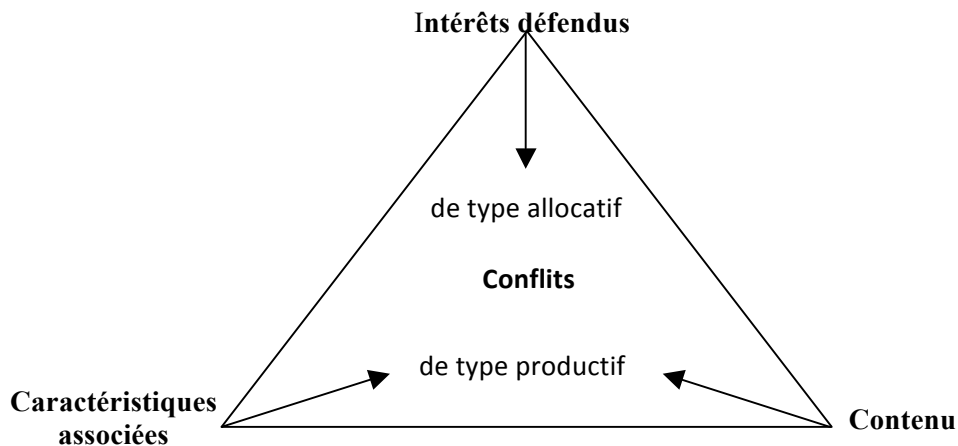 Intérêts défendus
de type allocatif
Conflits
de type productif
Caractéristiques
associées
Contenu